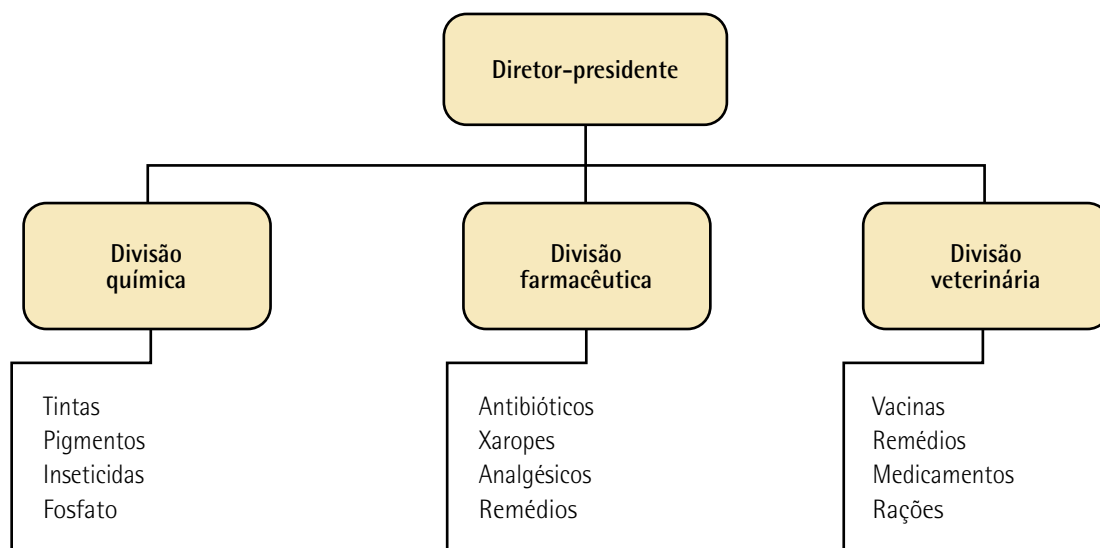 Diretor-presidente
Divisão
química
Divisão
farmacêutica
Divisão
veterinária
Tintas
Pigmentos
Inseticidas
Fosfato
Antibióticos
Xaropes
Analgésicos
Remédios
Vacinas
Remédios
Medicamentos
Rações